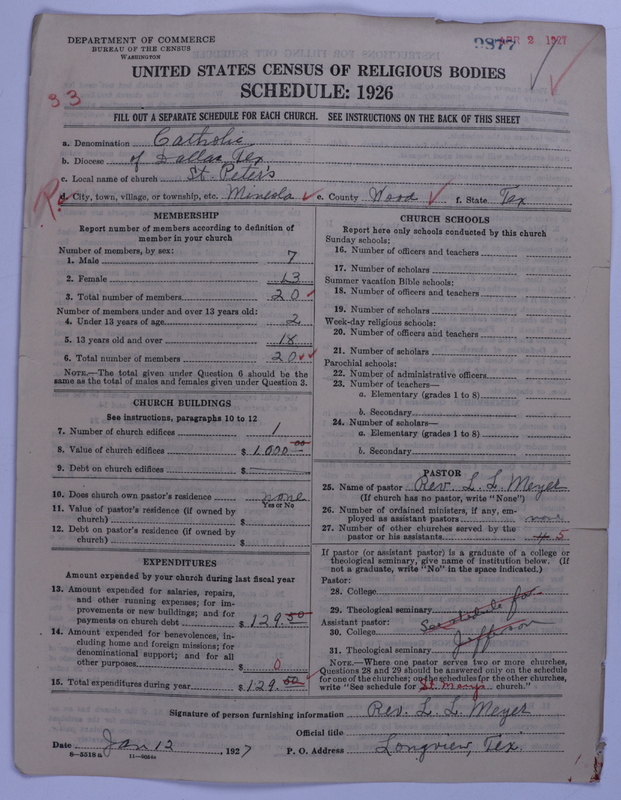 DEPARTMENT OF COMMERCE
BUREAU OF THE CENSUS
WASHINGTON
9877 APR 2 1927
UNITED STATES CENSUS OF RELIGIOUS BODIES
SCHEDULE: 1926
33
FILL OUT A SEPARATE SCHEDULE FOR EACH CHURCH. SEE INSTRUCTIONS ON THE BACK OF THIS SHEET
a. Denomination Catholic
b. Diocese of Dallas, Tex
c. Local name of church St. Peter's
R. d. City, town, village, or township, etc. Mineola e. County Wood f. State Tex
MEMBERSHIP
Report number of members according to definition of
member in your church
Number of members, by sex:
1. Male 7
2. Female 13
3. Total number of members 20
Number of members under and over 13 years old:
4. Under 13 years of age 2
5. 13 years old and over 18
6. Total number of members 20
NOTE.—The total given under Question 6 should be the
same as the total of males and females given under Question 3.
CHURCH BUILDINGS
See instructions, paragraphs 10 to 12
7. Number of church edifices 1
8. Value of church edifices $ 1,000.00
9. Debt on church edifices $
10. Does church own pastor's residence none
Yes or No
11. Value of pastor's residence (if owned by
church) $
12. Debt on pastor's residence (if owned by
church) $
EXPENDITURES
Amount expended by your church during last fiscal year
13. Amount expended for salaries, repairs,
and other running expenses; for im-
provements or new buildings; and for
payments on church debt $ 129.50
14. Amount expended for benevolences, in-
cluding home and foreign missions; for
denominational support; and for all
other purposes $ 0
15. Total expenditures during year $ 129.50
CHURCH SCHOOLS
Report here only schools conducted by this church
Sunday schools:
16. Number of officers and teachers
17. Number of scholars
Summer vacation Bible schools:
18. Number of officers and teachers
19. Number of scholars
Week-day religious schools:
20. Number of officers and teachers
21. Number of scholars
Parochial schools:
22. Number of administrative officers
23. Number of teachers—
a. Elementary (grades 1 to 8)
b. Secondary
24. Number of scholars—
a. Elementary (grades 1 to 8)
b. Secondary
PASTOR
25. Name of pastor Rev. L. L. Meyer
(If church has no pastor, write "None")
26. Number of ordained ministers, if any, em-
ployed as assistant pastors none
27. Number of other churches served by the
pastor or his assistants 4 5
If pastor (or assistant pastor) is a graduate of a college or
theological seminary, give name of institution below. (If
not a graduate, write "No" in the space indicated.)
Pastor:
28. College
29. Theological seminary
See schedule for
Assistant pastor:
30. College
Jefferson
31. Theological seminary
NOTE.—Where one pastor serves two or more churches,
Questions 28 and 29 should be answered only on the schedule
for one of the churches; on the schedules for the other churches,
write "See schedule for St. Marys church."
Signature of person furnishing information Rev. L. L. Meyer
Official title
Date Jan 12, 1927 P. O. Address Longview, Tex.